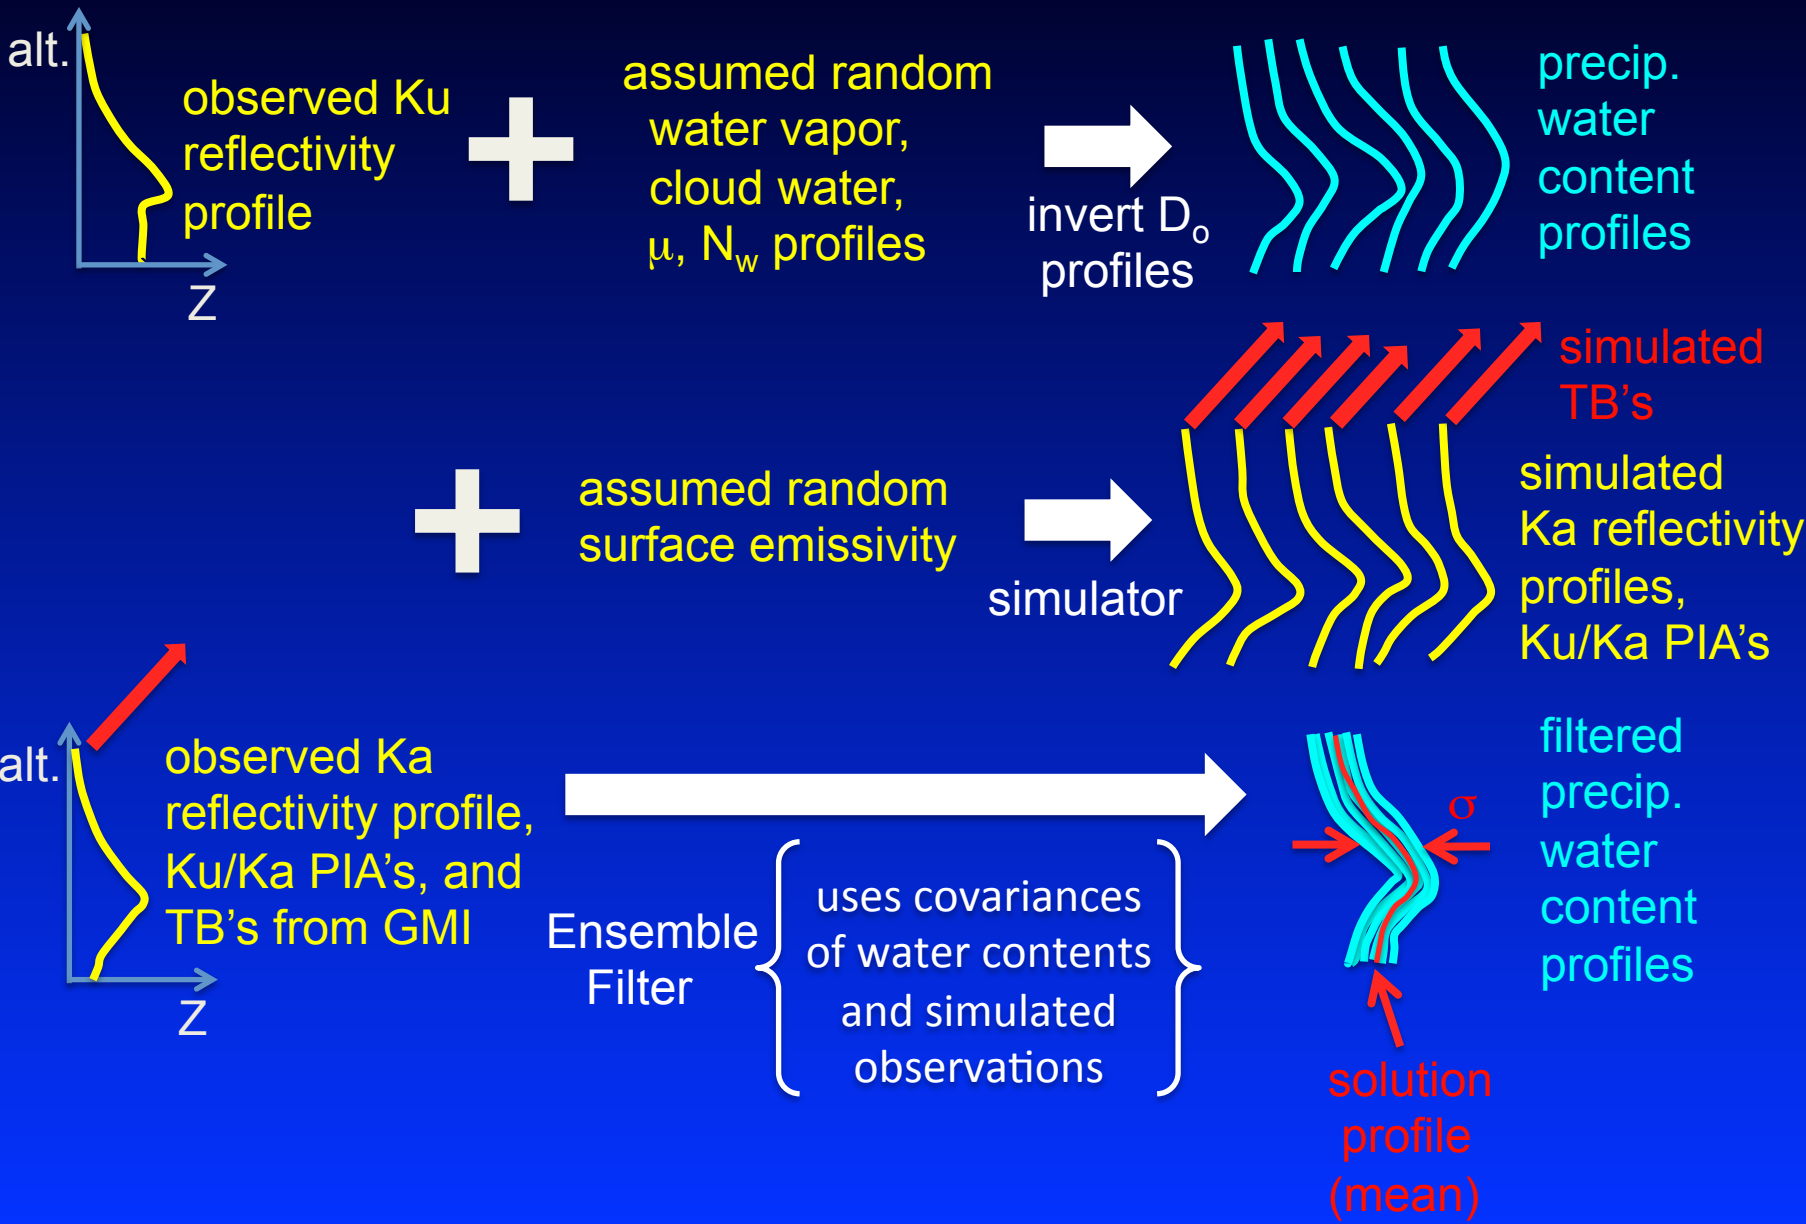 alt.
observed Ku
reflectivity
profile
Z
assumed random
water vapor,
cloud water,
μ, Nw profiles
invert Do
profiles
precip.
water
content
profiles
assumed random
surface emissivity
simulator
simulated
TB’s
simulated
Ka reflectivity
profiles,
Ku/Ka PIA’s
alt.
observed Ka
reflectivity profile,
Ku/Ka PIA’s, and
TB’s from GMI
Z
Ensemble
Filter
uses covariances
of water contents
and simulated
observations
σ
filtered
precip.
water
content
profiles
solution
profile
(mean)